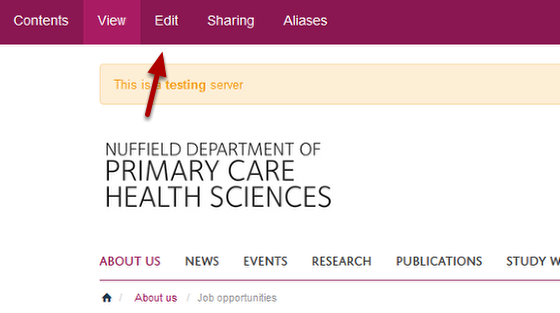 Contents View Edit Sharing Aliases
This is a testing server
NUFFIELD DEPARTMENT OF
PRIMARY CARE
HEALTH SCIENCES
ABOUT US NEWS EVENTS RESEARCH PUBLICATIONS STUDY W
/ About us / Job opportunities